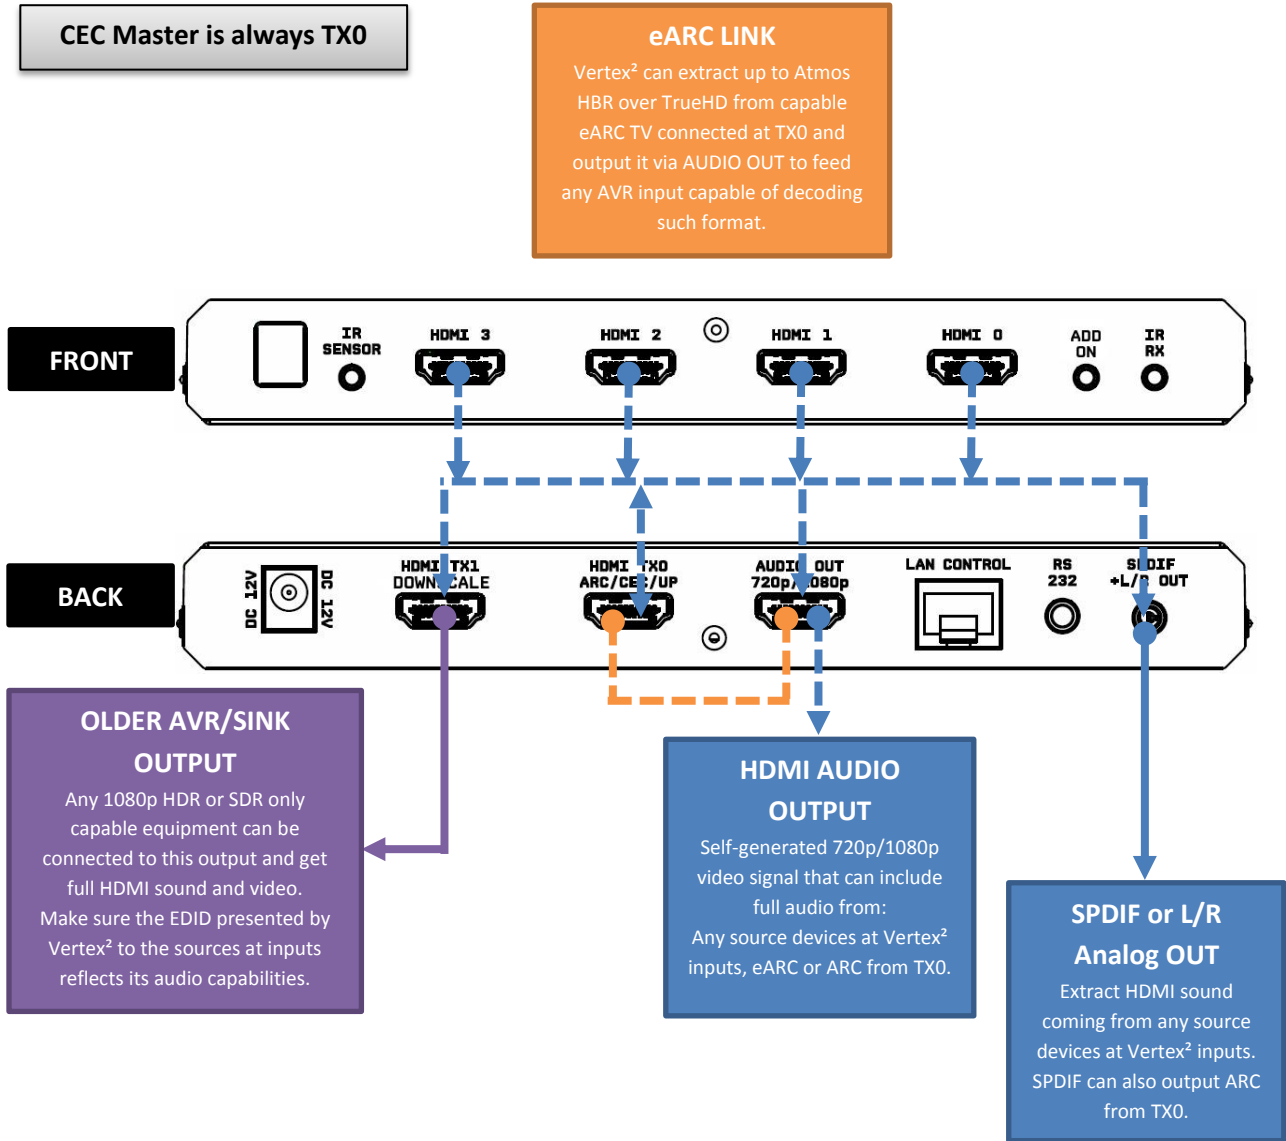 CEC Master is always TX0
eARC LINK
Vertex² can extract up to Atmos
HBR over TrueHD from capable
eARC TV connected at TX0 and
output it via AUDIO OUT to feed
any AVR input capable of decoding
such format.
FRONT
IR
SENSOR
HDMI 3
HDMI 2
HDMI 1
HDMI 0
ADD
ON
IR
RX
BACK
DC 12V
DC 12V
HDMI TX1
DOWNSCALE
HDMI TX0
ARC/CEC/UP
AUDIO OUT
720p/1080p
LAN CONTROL
RS
232
SPDIF
+L/R OUT
OLDER AVR/SINK
OUTPUT
Any 1080p HDR or SDR only
capable equipment can be
connected to this output and get
full HDMI sound and video.
Make sure the EDID presented by
Vertex² to the sources at inputs
reflects its audio capabilities.
HDMI AUDIO
OUTPUT
Self-generated 720p/1080p
video signal that can include
full audio from:
Any source devices at Vertex²
inputs, eARC or ARC from TX0.
SPDIF or L/R
Analog OUT
Extract HDMI sound
coming from any source
devices at Vertex² inputs.
SPDIF can also output ARC
from TX0.